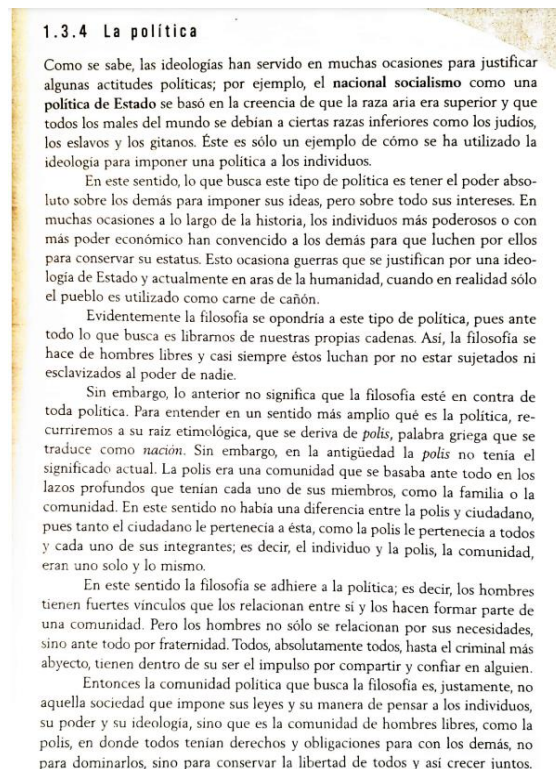 1.3.4 La política
Como se sabe, las ideologías han servido en muchas ocasiones para justificar
algunas actitudes políticas; por ejemplo, el nacional socialismo como una
política de Estado se basó en la creencia de que la raza aria era superior y que
todos los males del mundo se debían a ciertas razas inferiores como los judíos,
los eslavos y los gitanos. Éste es sólo un ejemplo de cómo se ha utilizado la
ideología para imponer una política a los individuos.
En este sentido, lo que busca este tipo de política es tener el poder abso-
luto sobre los demás para imponer sus ideas, pero sobre todo sus intereses. En
muchas ocasiones a lo largo de la historia, los individuos más poderosos o con
más poder económico han convencido a los demás para que luchen por ellos
para conservar su estatus. Esto ocasiona guerras que se justifican por una ideo-
logía de Estado y actualmente en aras de la humanidad, cuando en realidad sólo
el pueblo es utilizado como carne de cañón.
Evidentemente la filosofía se opondría a este tipo de política, pues ante
todo lo que busca es librarnos de nuestras propias cadenas. Así, la filosofía se
hace de hombres libres y casi siempre éstos luchan por no estar sujetados ni
esclavizados al poder de nadie.
Sin embargo, lo anterior no significa que la filosofía esté en contra de
toda política. Para entender en un sentido más amplio qué es la política, re-
curriremos a su raíz etimológica, que se deriva de polis, palabra griega que se
traduce como nación. Sin embargo, en la antigüedad la polis no tenía el
significado actual. La polis era una comunidad que se basaba ante todo en los
lazos profundos que tenían cada uno de sus miembros, como la familia o la
comunidad. En este sentido no había una diferencia entre la polis y ciudadano,
pues tanto el ciudadano le pertenecía a ésta, como la polis le pertenecía a todos
y cada uno de sus integrantes; es decir, el individuo y la polis, la comunidad,
eran uno solo y lo mismo.
En este sentido la filosofía se adhiere a la política; es decir, los hombres
tienen fuertes vínculos que los relacionan entre sí y los hacen formar parte de
una comunidad. Pero los hombres no sólo se relacionan por sus necesidades,
sino ante todo por fraternidad. Todos, absolutamente todos, hasta el criminal más
abyecto, tienen dentro de su ser el impulso por compartir y confiar en alguien.
Entonces la comunidad política que busca la filosofía es, justamente, no
aquella sociedad que impone sus leyes y su manera de pensar a los individuos,
su poder y su ideología, sino que es la comunidad de hombres libres, como la
polis, en donde todos tenían derechos y obligaciones para con los demás, no
para dominarlos, sino para conservar la libertad de todos y así crecer juntos.